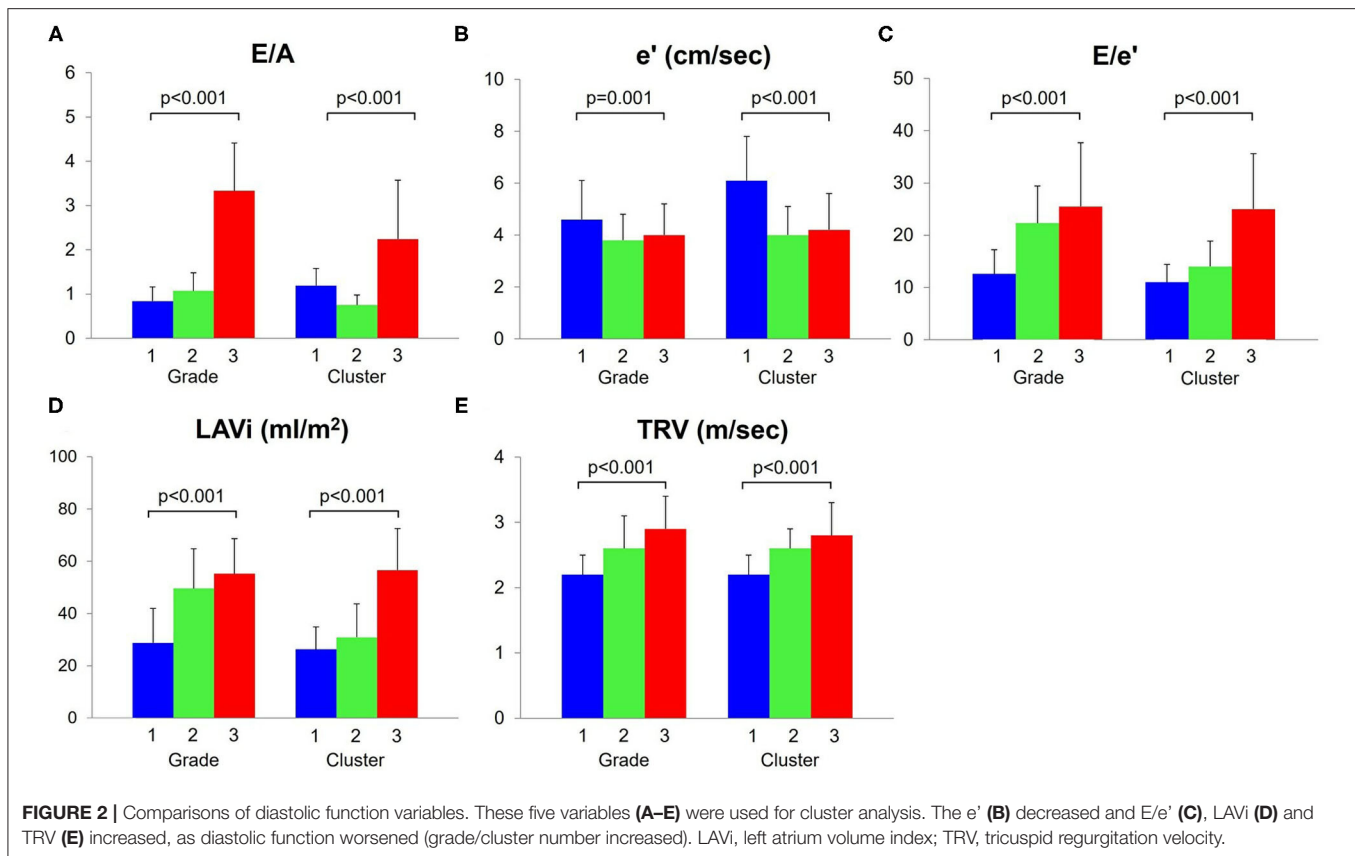 A
E/A
6
5
4
3
2
1
0
p<0.001
p<0.001
1 2 3 1 2 3
Grade Cluster
B
e' (cm/sec)
10
8
6
4
2
0
p=0.001
p<0.001
1 2 3 1 2 3
Grade Cluster
C
E/e'
50
40
30
20
10
0
p<0.001
p<0.001
1 2 3 1 2 3
Grade Cluster
D
LAVi (ml/m²)
100
80
60
40
20
0
p<0.001
p<0.001
1 2 3 1 2 3
Grade Cluster
E
TRV (m/sec)
4
3
2
1
0
p<0.001
p<0.001
1 2 3 1 2 3
Grade Cluster
FIGURE 2 | Comparisons of diastolic function variables. These five variables (A–E) were used for cluster analysis. The e' (B) decreased and E/e' (C), LAVi (D) and
TRV (E) increased, as diastolic function worsened (grade/cluster number increased). LAVi, left atrium volume index; TRV, tricuspid regurgitation velocity.